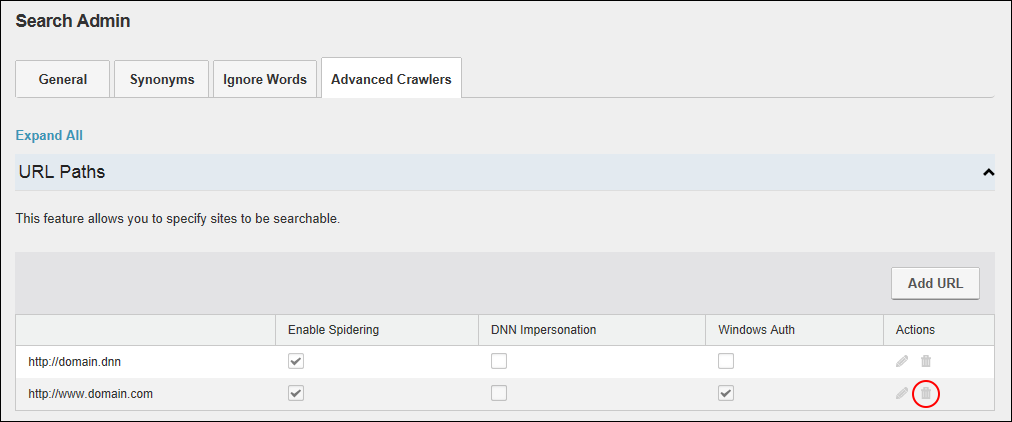 Search Admin
General Synonyms Ignore Words Advanced Crawlers
Expand All
URL Paths
This feature allows you to specify sites to be searchable.
Add URL
Enable Spidering DNN Impersonation Windows Auth Actions
http://domain.dnn
http://www.domain.com